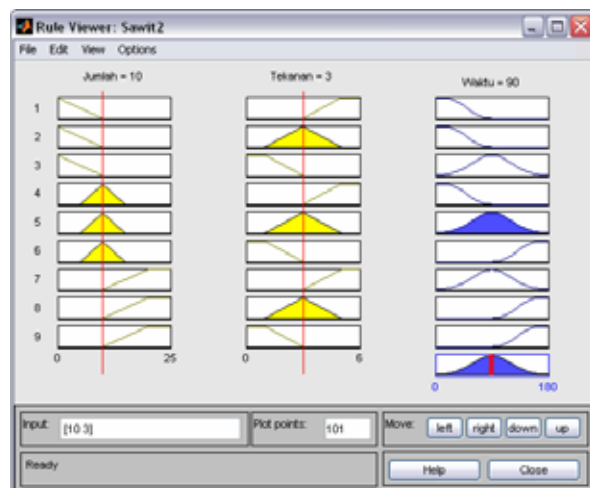 Rule Viewer: Sawit2
File Edit View Options
Jumlah = 10
Tekanan = 3
Waktu = 90
1
2
3
4
5
6
7
8
9
0 25
0 6
0 180
Input: [10 3]
Plot points: 101
Move: left right down up
Ready
Help Close